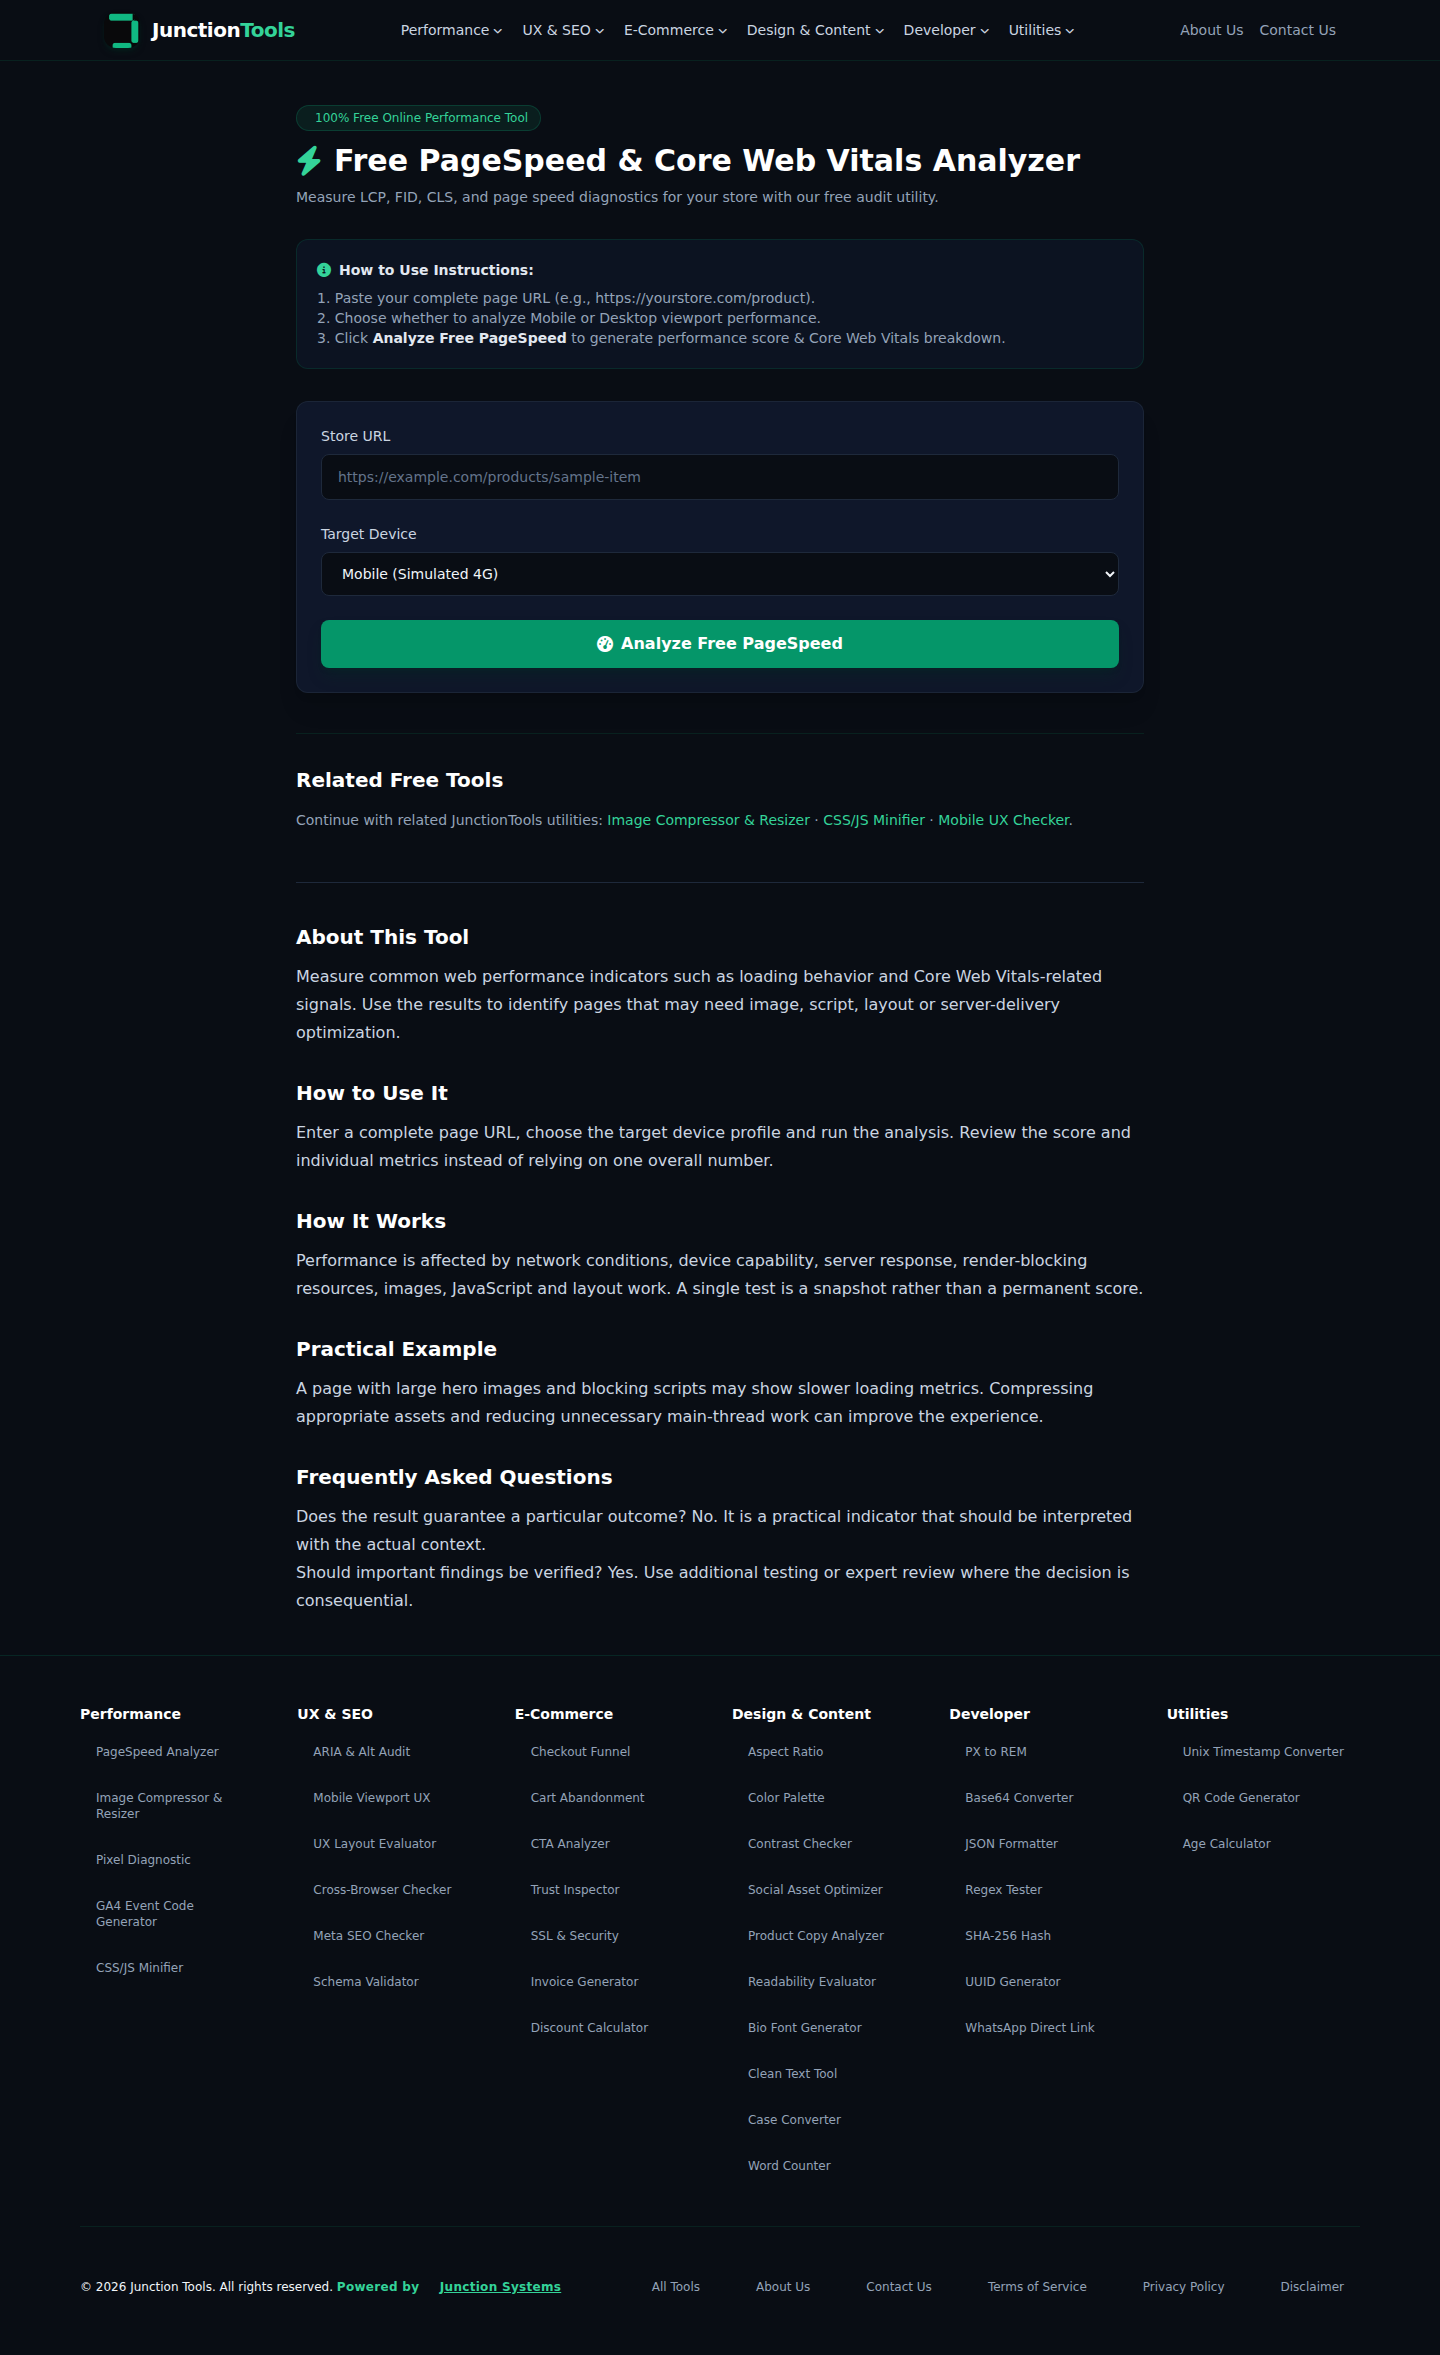 JunctionTools
Performance
UX & SEO
E-Commerce
Design & Content
Developer
Utilities
About Us
Contact Us
100% Free Online Performance Tool
Free PageSpeed & Core Web Vitals Analyzer
Measure LCP, FID, CLS, and page speed diagnostics for your store with our free audit utility.
How to Use Instructions:
1. Paste your complete page URL (e.g., https://yourstore.com/product).
2. Choose whether to analyze Mobile or Desktop viewport performance.
3. Click Analyze Free PageSpeed to generate performance score & Core Web Vitals breakdown.
Store URL
https://example.com/products/sample-item
Target Device
Mobile (Simulated 4G)
Analyze Free PageSpeed
Related Free Tools
Continue with related JunctionTools utilities: Image Compressor & Resizer · CSS/JS Minifier · Mobile UX Checker.
About This Tool
Measure common web performance indicators such as loading behavior and Core Web Vitals-related
signals. Use the results to identify pages that may need image, script, layout or server-delivery
optimization.
How to Use It
Enter a complete page URL, choose the target device profile and run the analysis. Review the score and
individual metrics instead of relying on one overall number.
How It Works
Performance is affected by network conditions, device capability, server response, render-blocking
resources, images, JavaScript and layout work. A single test is a snapshot rather than a permanent score.
Practical Example
A page with large hero images and blocking scripts may show slower loading metrics. Compressing
appropriate assets and reducing unnecessary main-thread work can improve the experience.
Frequently Asked Questions
Does the result guarantee a particular outcome? No. It is a practical indicator that should be interpreted
with the actual context.
Should important findings be verified? Yes. Use additional testing or expert review where the decision is
consequential.
Performance
PageSpeed Analyzer
Image Compressor &
Resizer
Pixel Diagnostic
GA4 Event Code
Generator
CSS/JS Minifier
UX & SEO
ARIA & Alt Audit
Mobile Viewport UX
UX Layout Evaluator
Cross-Browser Checker
Meta SEO Checker
Schema Validator
E-Commerce
Checkout Funnel
Cart Abandonment
CTA Analyzer
Trust Inspector
SSL & Security
Invoice Generator
Discount Calculator
Design & Content
Aspect Ratio
Color Palette
Contrast Checker
Social Asset Optimizer
Product Copy Analyzer
Readability Evaluator
Bio Font Generator
Clean Text Tool
Case Converter
Word Counter
Developer
PX to REM
Base64 Converter
JSON Formatter
Regex Tester
SHA-256 Hash
UUID Generator
WhatsApp Direct Link
Utilities
Unix Timestamp Converter
QR Code Generator
Age Calculator
© 2026 Junction Tools. All rights reserved. Powered by Junction Systems
All Tools
About Us
Contact Us
Terms of Service
Privacy Policy
Disclaimer